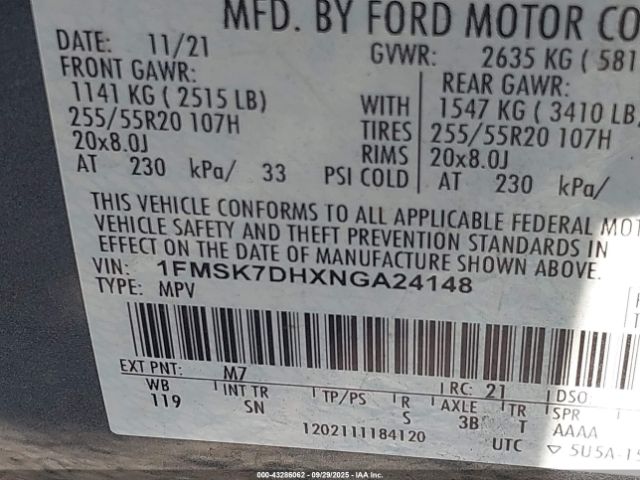 MFD. BY FORD MOTOR CO
DATE: 11/21 GVWR: 2635 KG ( 581
FRONT GAWR: REAR GAWR:
1141 KG ( 2515 LB) WITH 1547 KG ( 3410 LB
255/55R20 107H TIRES 255/55R20 107H
20x8.0J RIMS 20x8.0J
AT 230 kPa/ 33 PSI COLD AT 230 kPa/
THIS VEHICLE CONFORMS TO ALL APPLICABLE FEDERAL MOT
VEHICLE SAFETY AND THEFT PREVENTION STANDARDS IN
EFFECT ON THE DATE OF MANUFACTURE SHOWN ABOVE.
VIN: 1FMSK7DHXNGA24148
TYPE: MPV
EXT PNT: M7 RC: 21 DSO:
WB INT TR TP/PS R AXLE TR SPR
119 SN S 3B T AAAA
1202111184120 UTC ▽ 5U5A-15
©000-43286062 09/29/2025 IAAI.COM